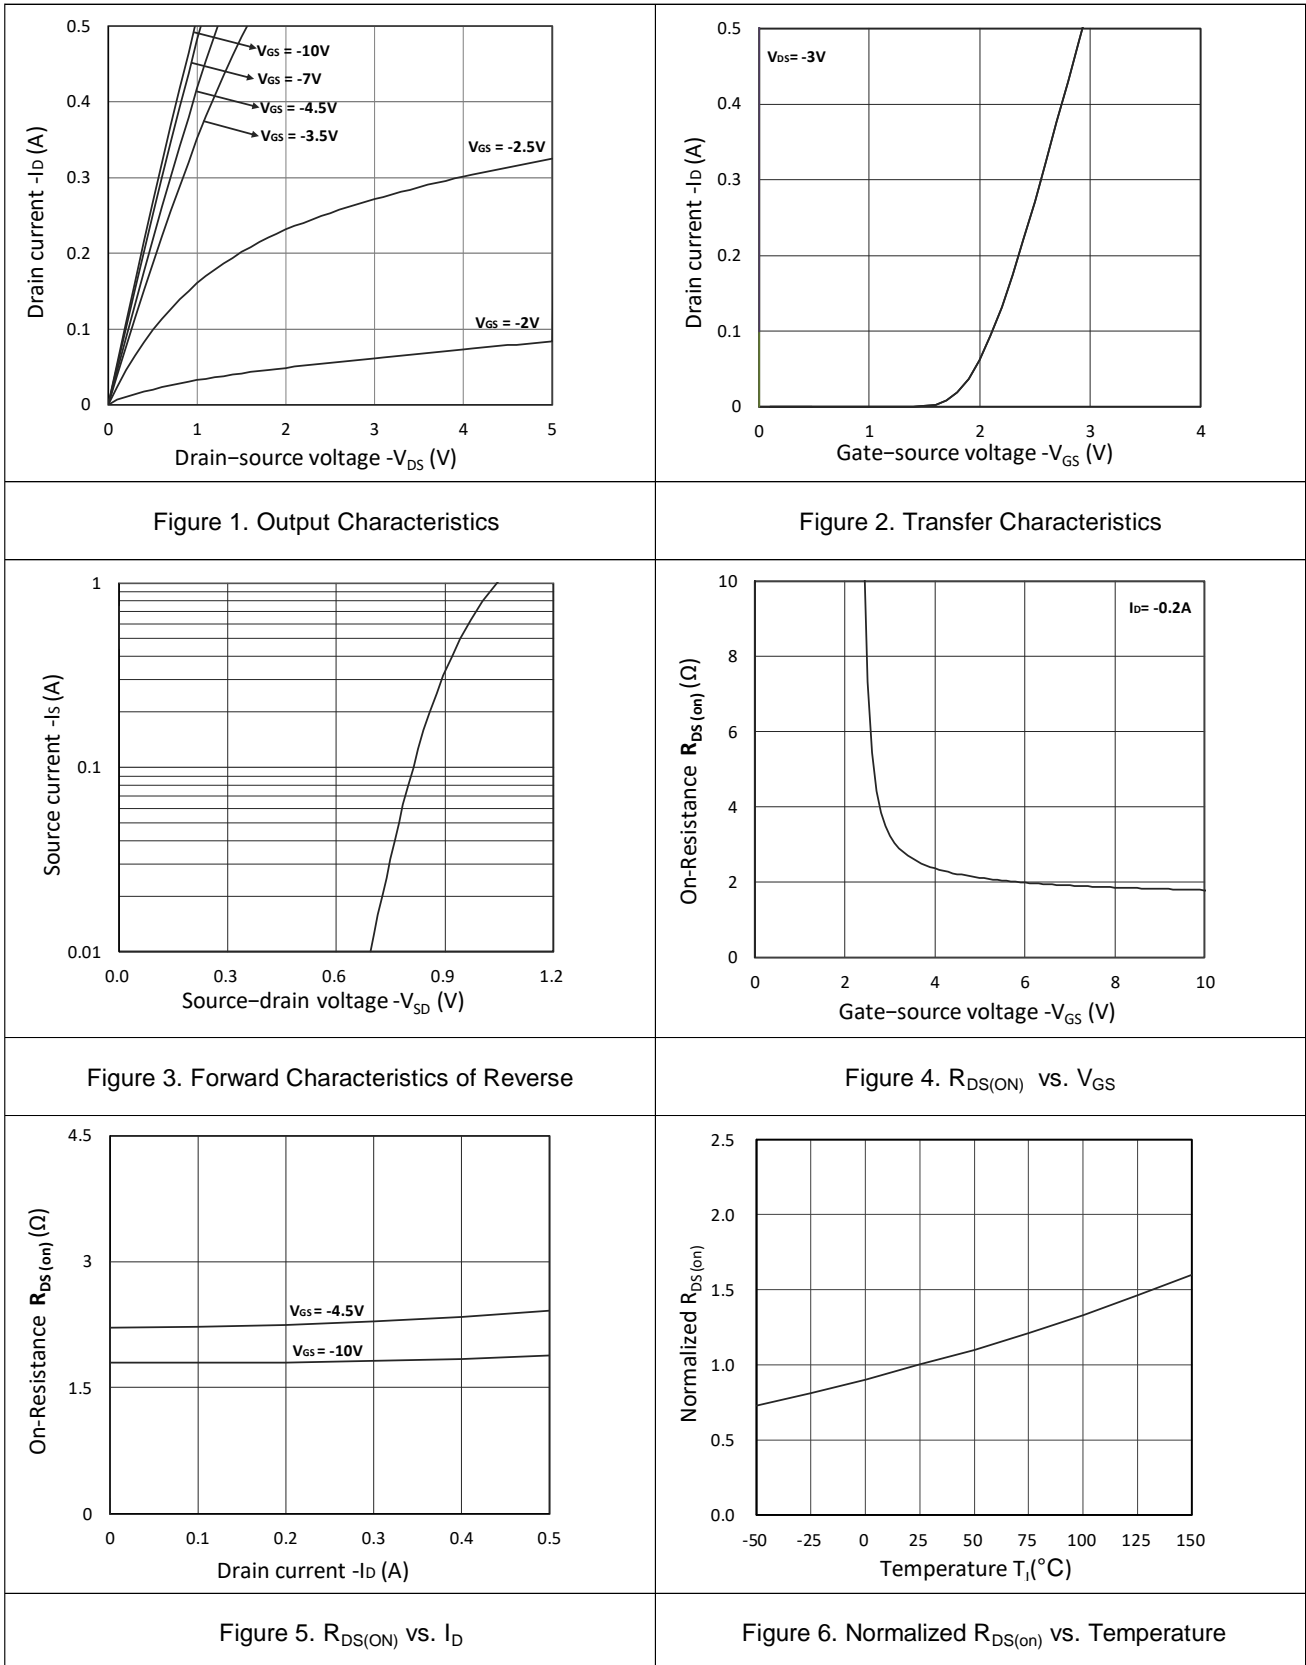 0.5
0.4
0.3
0.2
0.1
0
Drain current -ID (A)
VGS = -10V
VGS = -7V
VGS = -4.5V
VGS = -3.5V
VGS = -2.5V
VGS = -2V
0 1 2 3 4 5
Drain−source voltage -VDS (V)
Figure 1. Output Characteristics
0.5
0.4
0.3
0.2
0.1
0
Drain current -ID (A)
VDS= -3V
0 1 2 3 4
Gate−source voltage -VGS (V)
Figure 2. Transfer Characteristics
1
0.1
0.01
Source current -IS (A)
0.0 0.3 0.6 0.9 1.2
Source−drain voltage -VSD (V)
Figure 3. Forward Characteristics of Reverse
10
8
6
4
2
0
On-Resistance RDS(on) (Ω)
ID= -0.2A
0 2 4 6 8 10
Gate−source voltage -VGS (V)
Figure 4. RDS(ON) vs. VGS
4.5
3
1.5
0
On-Resistance RDS(on) (Ω)
VGS = -4.5V
VGS = -10V
0 0.1 0.2 0.3 0.4 0.5
Drain current -ID (A)
Figure 5. RDS(ON) vs. ID
2.5
2.0
1.5
1.0
0.5
0.0
Normalized RDS(on)
-50 -25 0 25 50 75 100 125 150
Temperature TJ(°C)
Figure 6. Normalized RDS(on) vs. Temperature